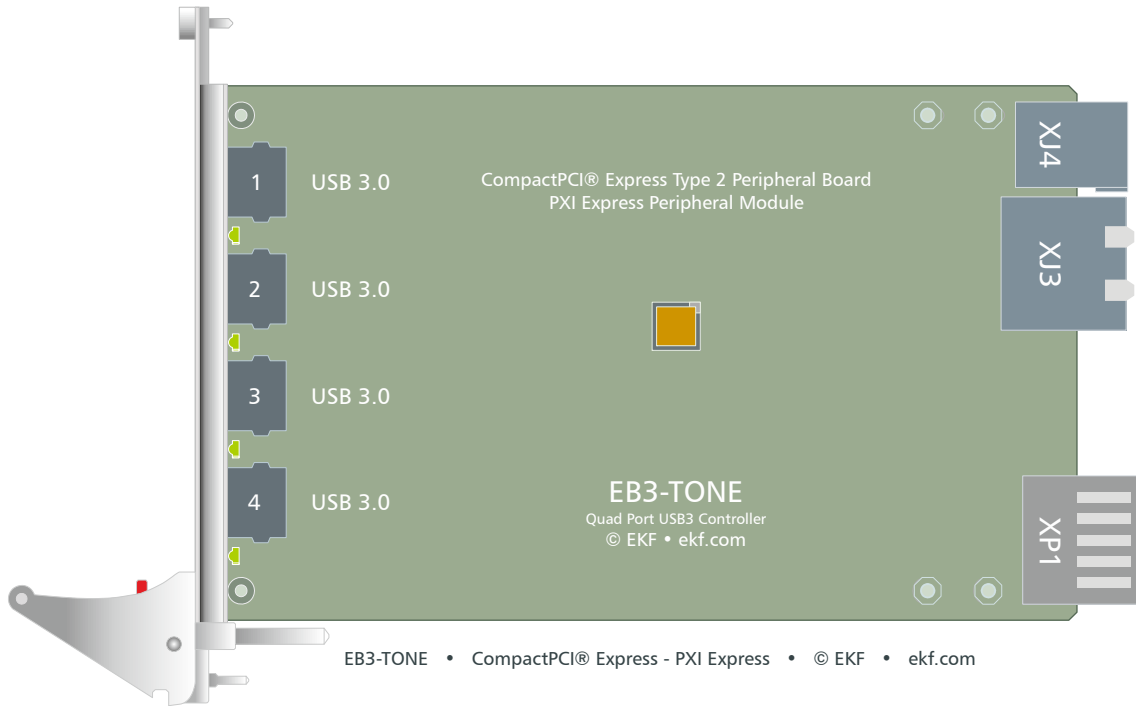 CompactPCI® Express Type 2 Peripheral Board
PXI Express Peripheral Module
1 USB 3.0
2 USB 3.0
3 USB 3.0
4 USB 3.0
XJ4
XJ3
XP1
EB3-TONE
Quad Port USB3 Controller
© EKF • ekf.com
EB3-TONE • CompactPCI® Express - PXI Express • © EKF • ekf.com